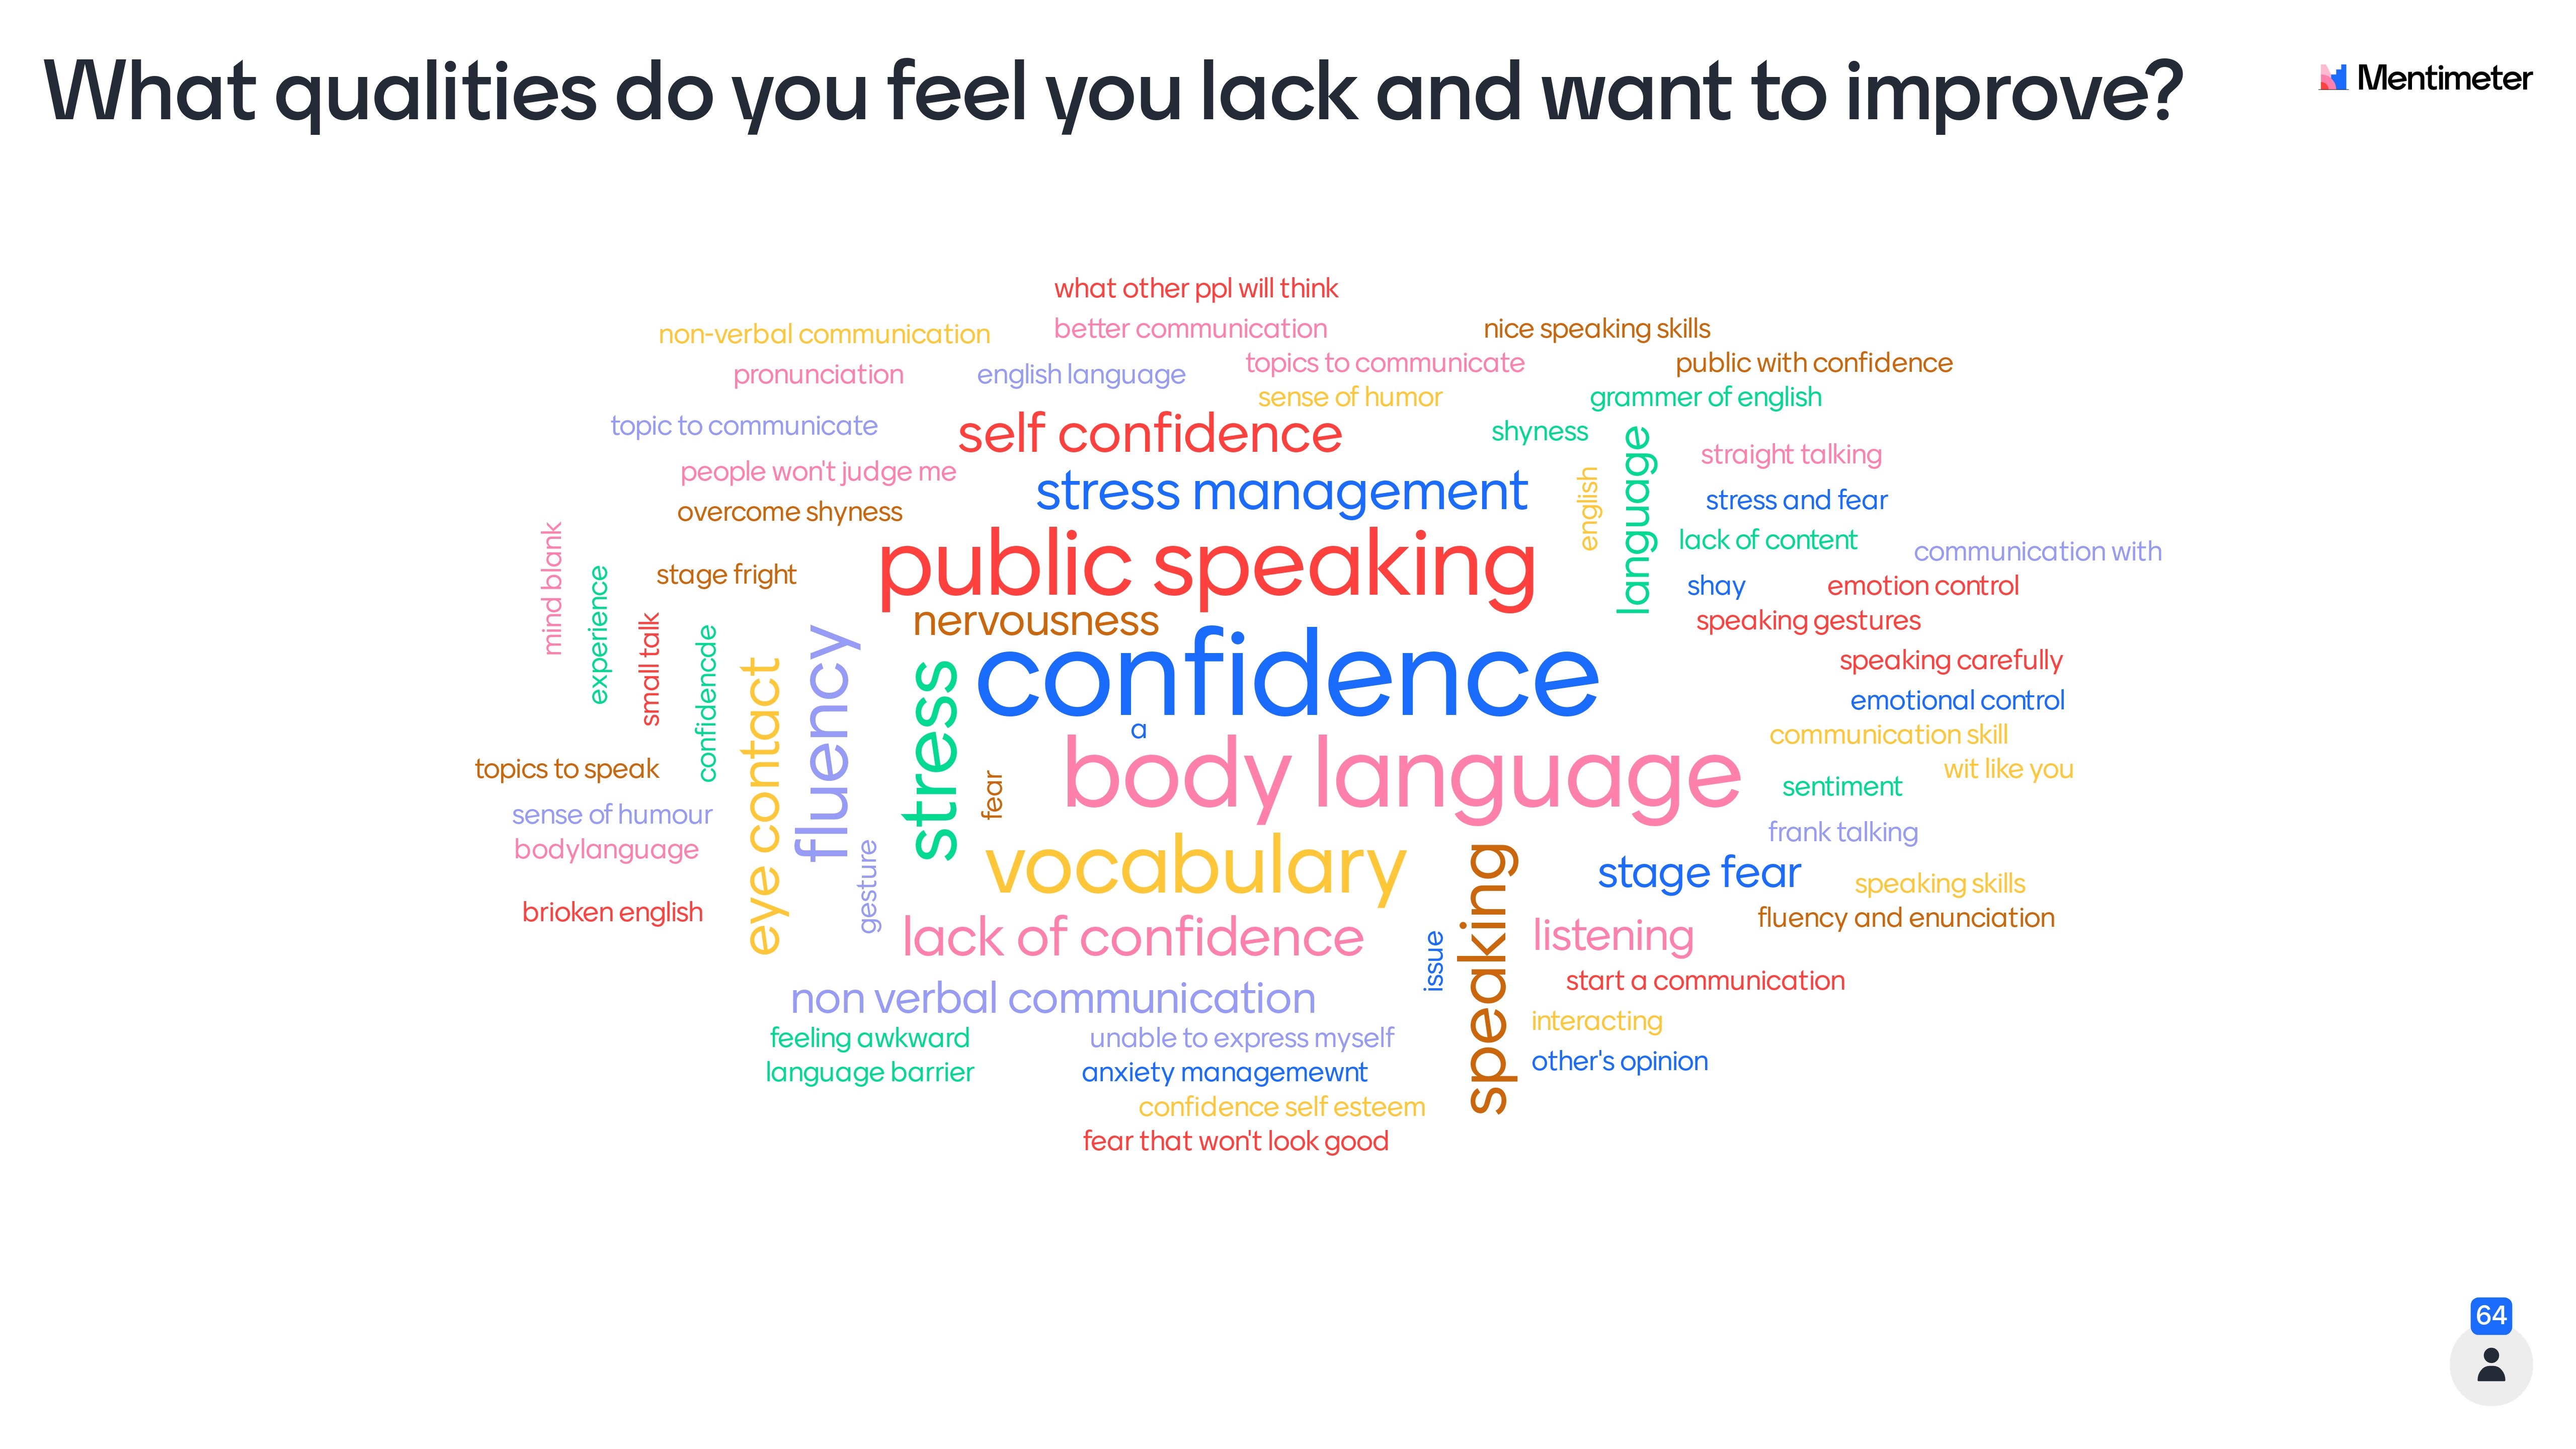 What qualities do you feel you lack and want to improve?
Mentimeter
what other ppl will think
non-verbal communication
better communication
nice speaking skills
pronunciation
english language
topics to communicate
public with confidence
sense of humor
grammer of english
topic to communicate
self confidence
shyness
language
straight talking
people won't judge me
stress management
english
stress and fear
overcome shyness
mind blank
public speaking
lack of content
communication with
experience
stage fright
shay
emotion control
small talk
confidencde
nervousness
speaking gestures
eye contact
fluency
stress
confidence
speaking carefully
emotional control
a
communication skill
topics to speak
fear
body language
sentiment
wit like you
sense of humour
frank talking
bodylanguage
gesture
vocabulary
speaking
stage fear
speaking skills
brioken english
lack of confidence
issue
listening
fluency and enunciation
non verbal communication
start a communication
feeling awkward
unable to express myself
interacting
language barrier
anxiety managemewnt
other's opinion
confidence self esteem
fear that won't look good
64